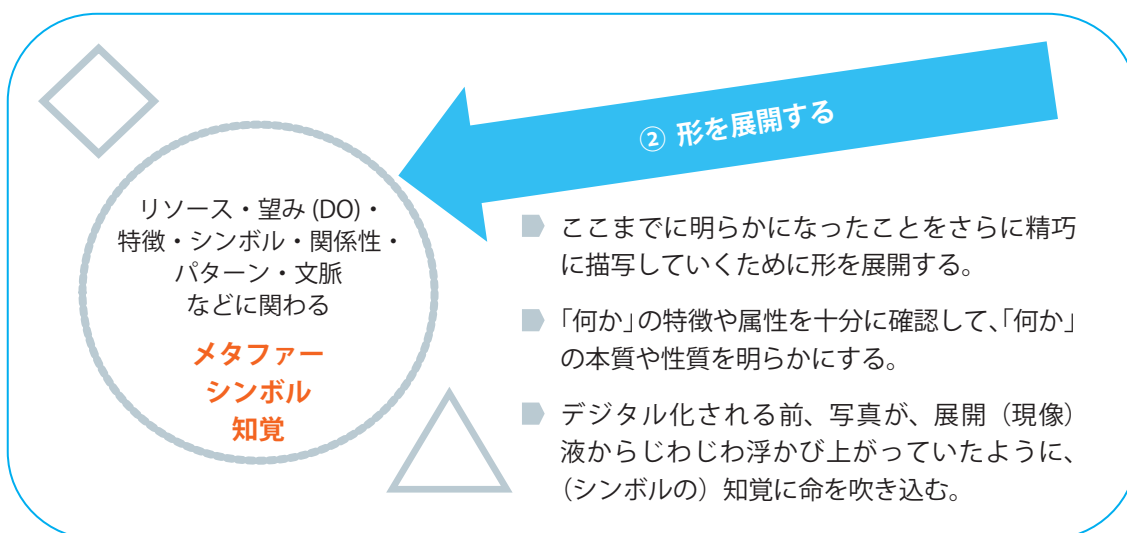 ② 形を展開する
リソース・望み (DO)・
特徴・シンボル・関係性・
パターン・文脈
などに関わる
メタファー
シンボル
知覚
ここまでに明らかになったことをさらに精巧
に描写していくために形を展開する。
「何か」の特徴や属性を十分に確認して、「何か」
の本質や性質を明らかにする。
デジタル化される前、写真が、展開（現像）
液からじわじわ浮かび上がっていたように、
（シンボルの）知覚に命を吹き込む。